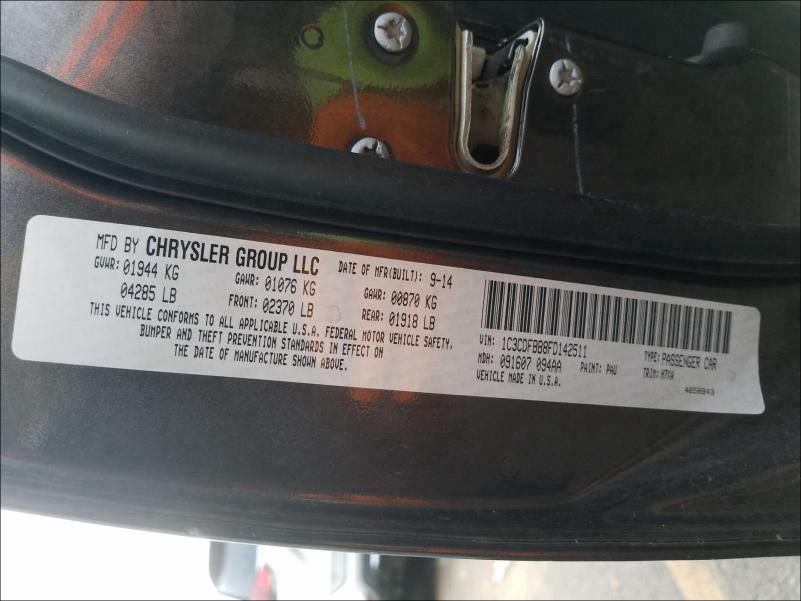 MFD BY CHRYSLER GROUP LLC DATE OF MFR(BUILT): 9-14
GVWR: 01944 KG GAWR: 01076 KG GAWR: 00870 KG
04285 LB FRONT: 02370 LB REAR: 01918 LB
THIS VEHICLE CONFORMS TO ALL APPLICABLE U.S.A. FEDERAL MOTOR VEHICLE SAFETY,
BUMPER AND THEFT PREVENTION STANDARDS IN EFFECT ON
THE DATE OF MANUFACTURE SHOWN ABOVE.
VIN: 1C3CDFBB8FD142511 TYPE: PASSENGER CAR
MDH: 091607 094AA PAINT: PAU TRIM:
VEHICLE MADE IN U.S.A.